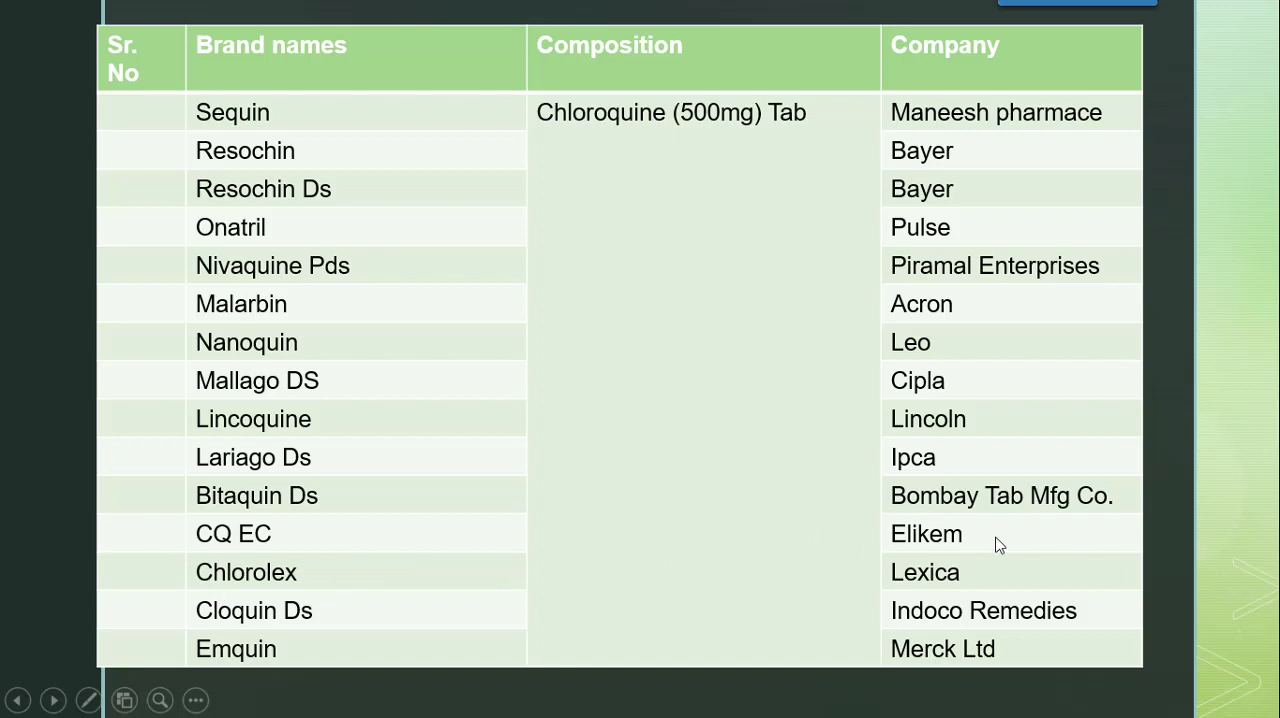 Sr. No Brand names Composition Company
Sequin Chloroquine (500mg) Tab Maneesh pharmace
Resochin Bayer
Resochin Ds Bayer
Onatril Pulse
Nivaquine Pds Piramal Enterprises
Malarbin Acron
Nanoquin Leo
Mallago DS Cipla
Lincoquine Lincoln
Lariago Ds Ipca
Bitaquin Ds Bombay Tab Mfg Co.
CQ EC Elikem
Chlorolex Lexica
Cloquin Ds Indoco Remedies
Emquin Merck Ltd